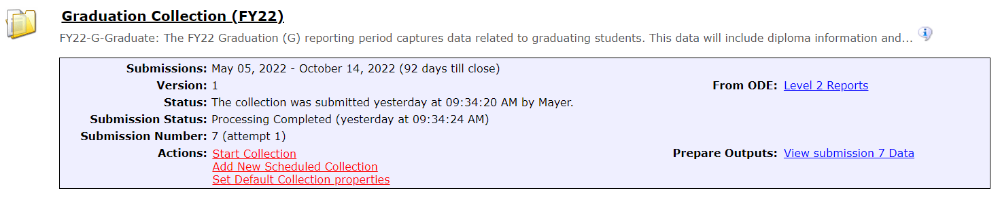 Graduation Collection (FY22)
FY22-G-Graduate: The FY22 Graduation (G) reporting period captures data related to graduating students. This data will include diploma information and...
Submissions: May 05, 2022 - October 14, 2022 (92 days till close)
Version: 1 From ODE: Level 2 Reports
Status: The collection was submitted yesterday at 09:34:20 AM by Mayer.
Submission Status: Processing Completed (yesterday at 09:34:24 AM)
Submission Number: 7 (attempt 1)
Actions: Start Collection Prepare Outputs: View submission 7 Data
Add New Scheduled Collection
Set Default Collection properties